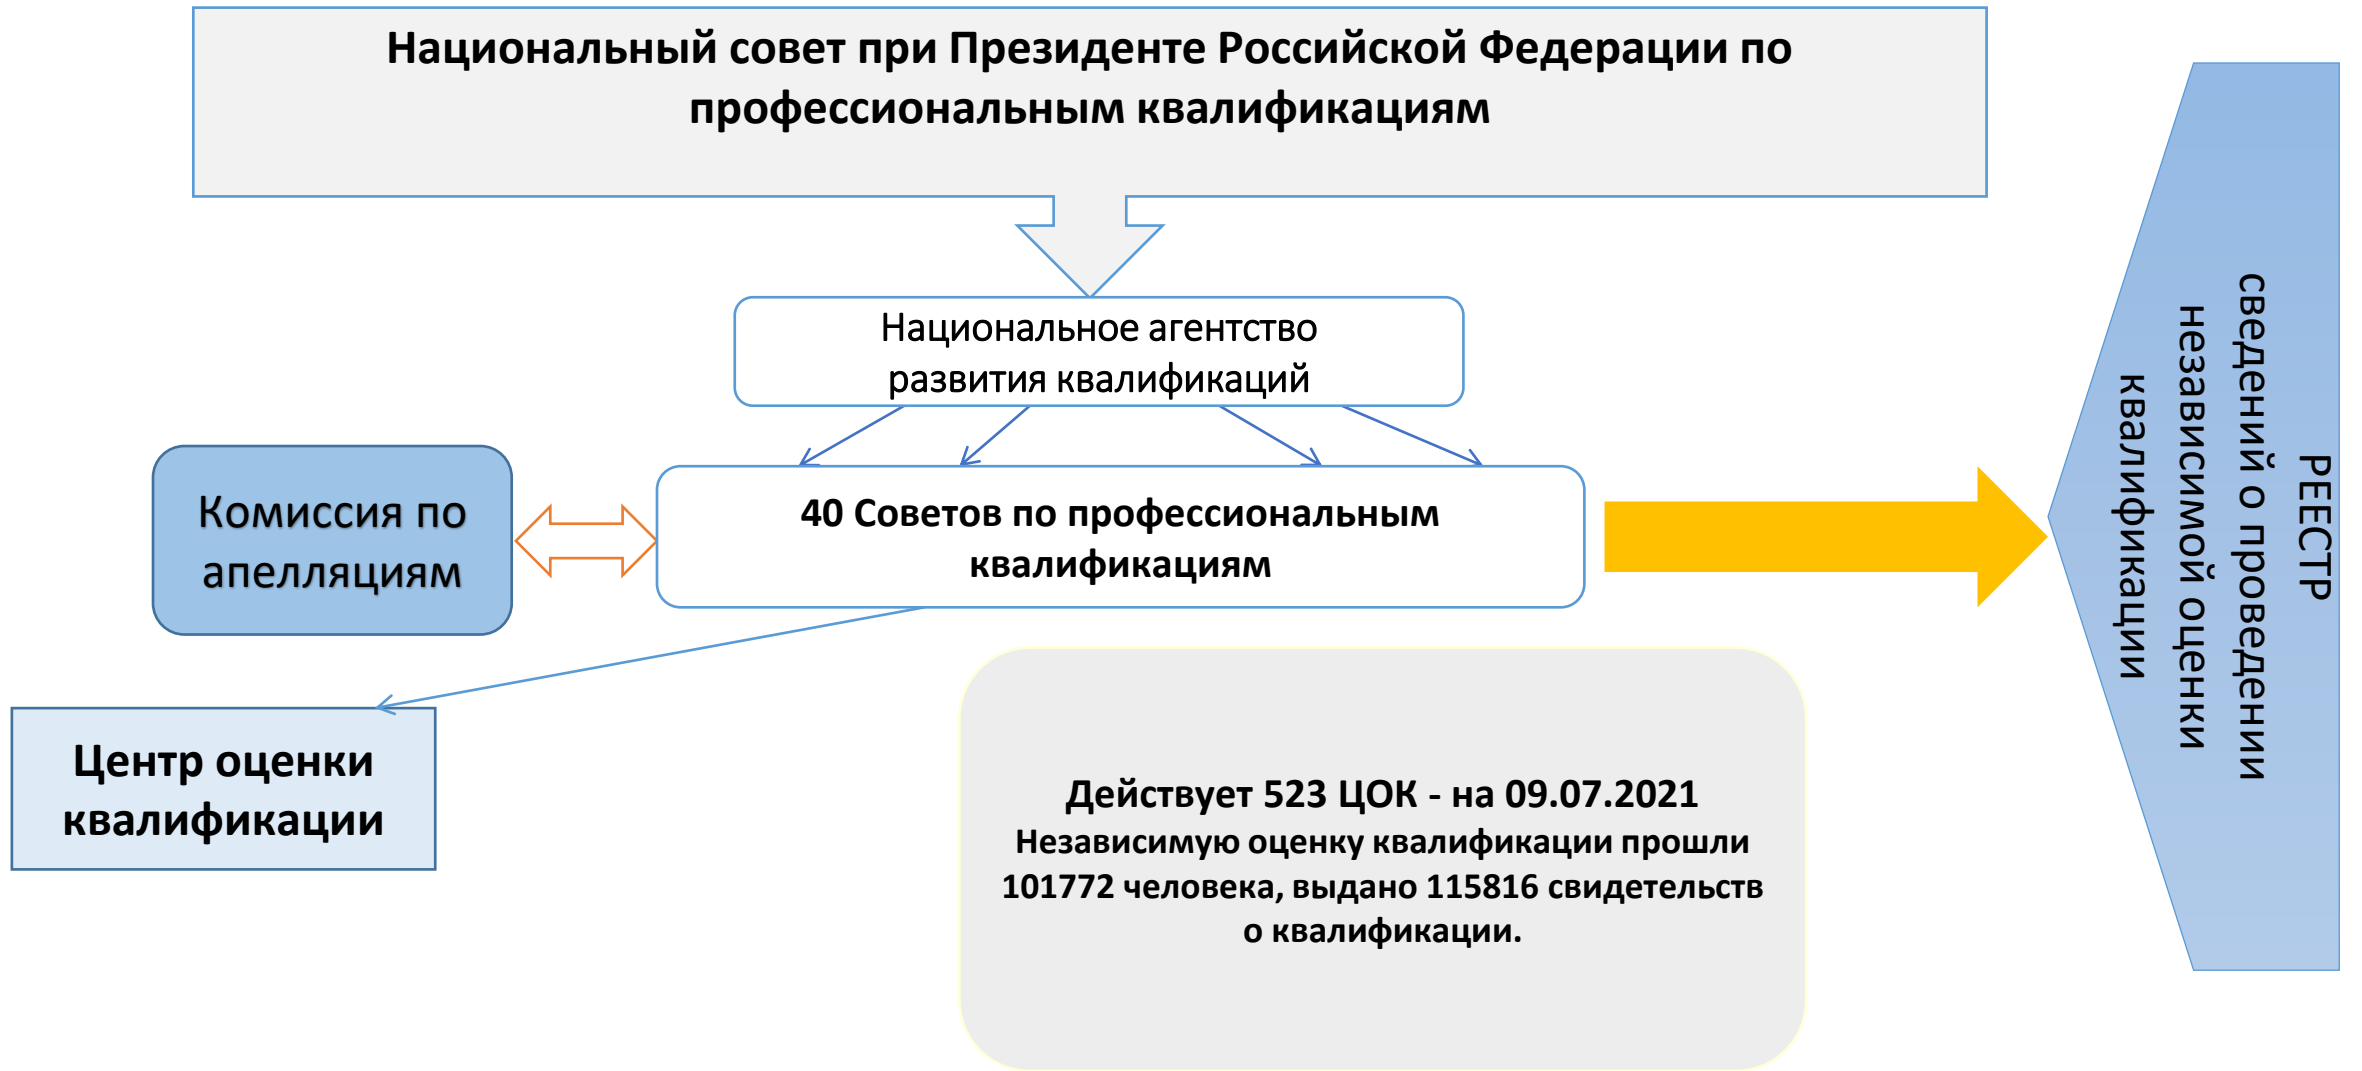 Национальный совет при Президенте Российской Федерации по
профессиональным квалификациям
Национальное агентство
развития квалификаций
Комиссия по
апелляциям
40 Советов по профессиональным
квалификациям
Центр оценки
квалификации
Действует 523 ЦОК - на 09.07.2021
Независимую оценку квалификации прошли
101772 человека, выдано 115816 свидетельств
о квалификации.
РЕЕСТР
сведений о проведении
независимой оценки
квалификации